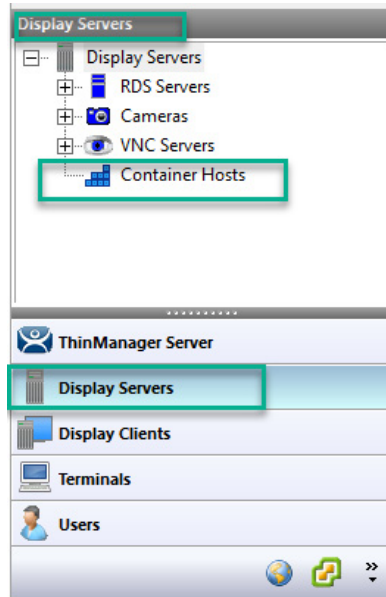 Display Servers
Display Servers
RDS Servers
Cameras
VNC Servers
Container Hosts
ThinManager Server
Display Servers
Display Clients
Terminals
Users